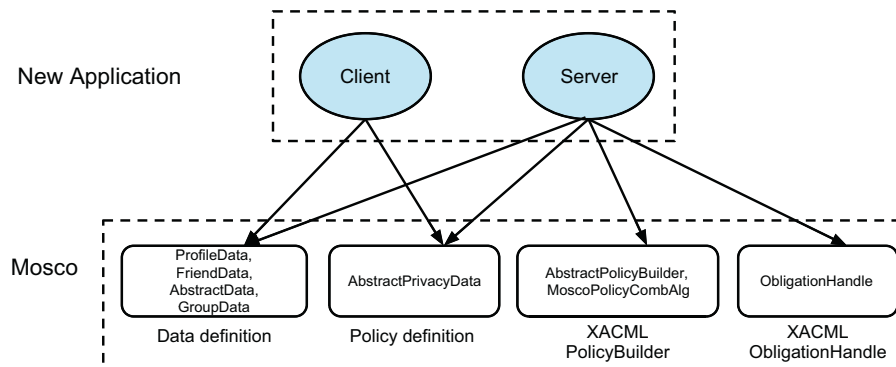 New Application
Client
Server
Mosco
ProfileData,
FriendData,
AbstractData,
GroupData
Data definition
AbstractPrivacyData
Policy definition
AbstractPolicyBuilder,
MoscoPolicyCombAlg
XACML
PolicyBuilder
ObligationHandle
XACML
ObligationHandle